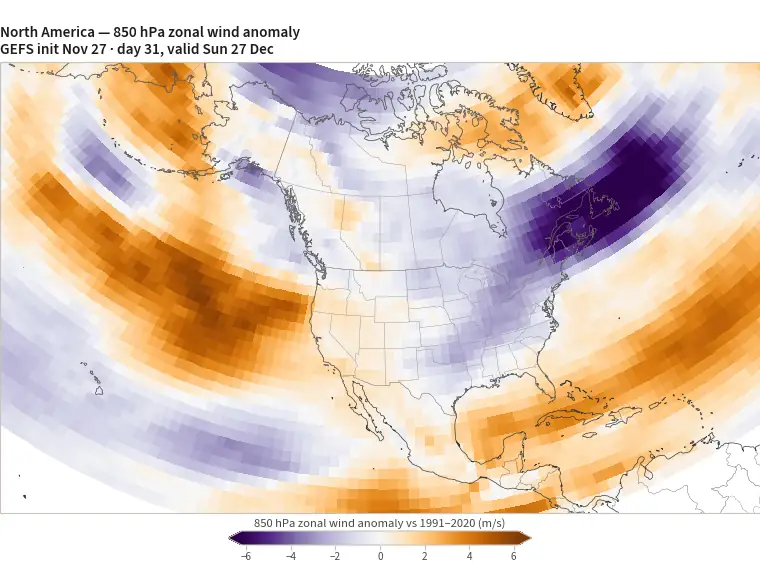 North America — 850 hPa zonal wind anomaly
GEFS init Nov 27 · day 31, valid Sun 27 Dec
850 hPa zonal wind anomaly vs 1991–2020 (m/s)
−6 −4 −2 0 2 4 6